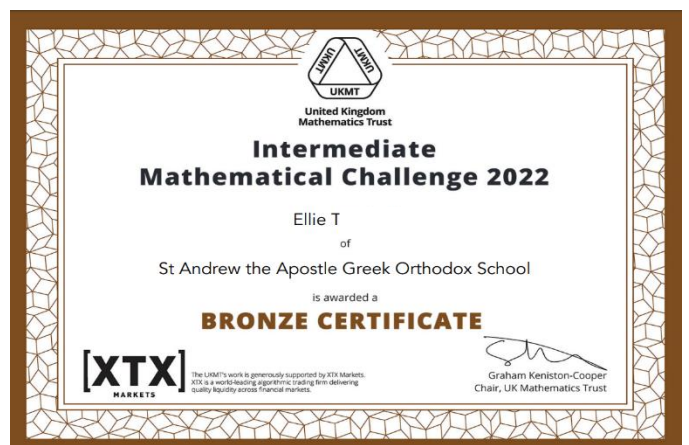 UKMT
UKMT
UKMT
United Kingdom
Mathematics Trust
Intermediate
Mathematical Challenge 2022
Ellie T
of
St Andrew the Apostle Greek Orthodox School
is awarded a
BRONZE CERTIFICATE
[XTX]
MARKETS
The UKMT's work is generously supported by XTX Markets.
XTX is a world-leading algorithmic trading firm delivering
quality liquidity across financial markets.
Graham Keniston-Cooper
Chair, UK Mathematics Trust